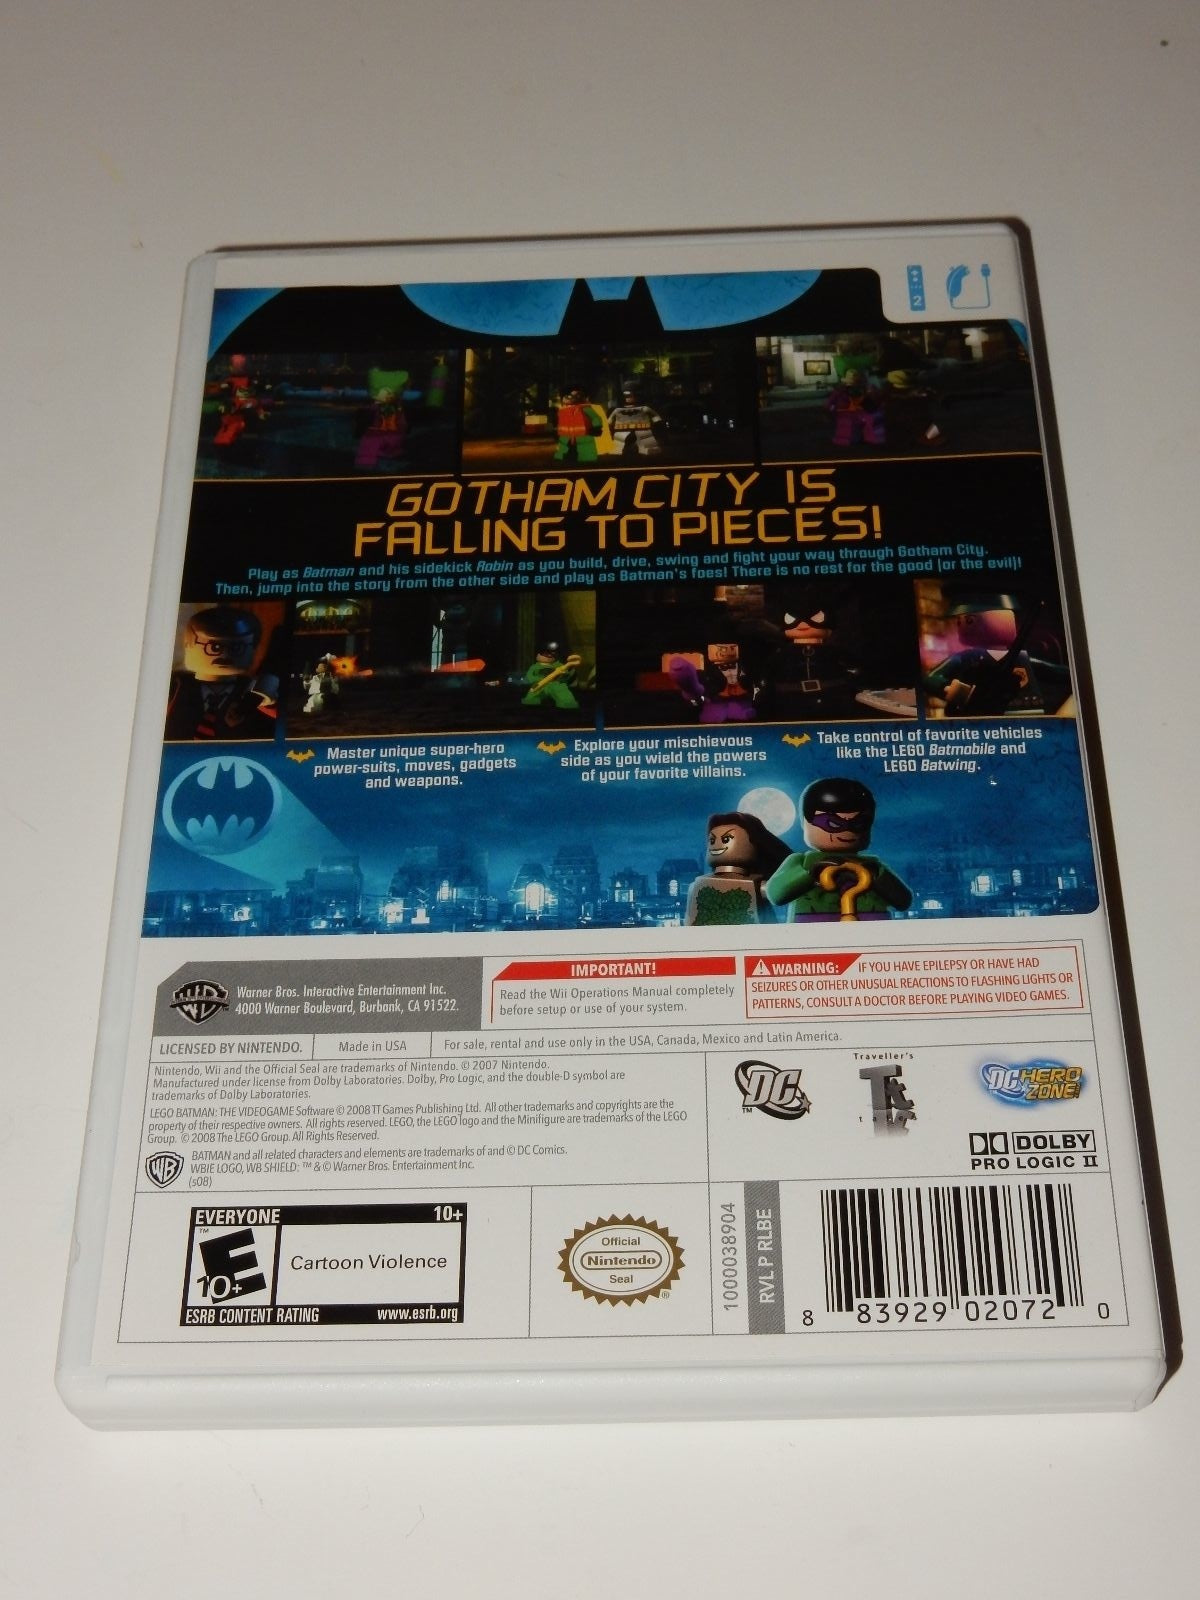 2
GOTHAM CITY IS
FALLING TO PIECES!
Play as Batman and his sidekick Robin as you build, drive, swing and fight your way through Gotham City.
Then, jump into the story from the other side and play as Batman's foes! There is no rest for the good (or the evil)!
Master unique super-hero
power-suits, moves, gadgets
and weapons.
Explore your mischievous
side as you wield the powers
of your favorite villains.
Take control of favorite vehicles
like the LEGO Batmobile and
LEGO Batwing.
Warner Bros. Interactive Entertainment Inc.
4000 Warner Boulevard, Burbank, CA 91522.
IMPORTANT!
Read the Wii Operations Manual completely
before setup or use of your system.
WARNING: IF YOU HAVE EPILEPSY OR HAVE HAD
SEIZURES OR OTHER UNUSUAL REACTIONS TO FLASHING LIGHTS OR
PATTERNS, CONSULT A DOCTOR BEFORE PLAYING VIDEO GAMES.
LICENSED BY NINTENDO.
Made in USA
For sale, rental and use only in the USA, Canada, Mexico and Latin America.
Nintendo, Wii and the Official Seal are trademarks of Nintendo. © 2007 Nintendo.
Manufactured under license from Dolby Laboratories. Dolby, Pro Logic, and the double-D symbol are
trademarks of Dolby Laboratories.
LEGO BATMAN: THE VIDEOGAME Software © 2008 TT Games Publishing Ltd. All other trademarks and copyrights are the
property of their respective owners. All rights reserved. LEGO, the LEGO logo and the Minifigure are trademarks of the LEGO
Group. © 2008 The LEGO Group. All Rights Reserved.
WB
BATMAN and all related characters and elements are trademarks of and © DC Comics.
WBIE LOGO, WB SHIELD: ™ & © Warner Bros. Entertainment Inc.
(s08)
DC
TM
Traveller's
Tt
tales
DC HERO
ZONE
DOLBY
PRO LOGIC II
EVERYONE 10+
E
10+
TM
Cartoon Violence
ESRB CONTENT RATING www.esrb.org
Official
Nintendo
Seal
®
1000038904
RVL P RLBE
8 83929 02072 0